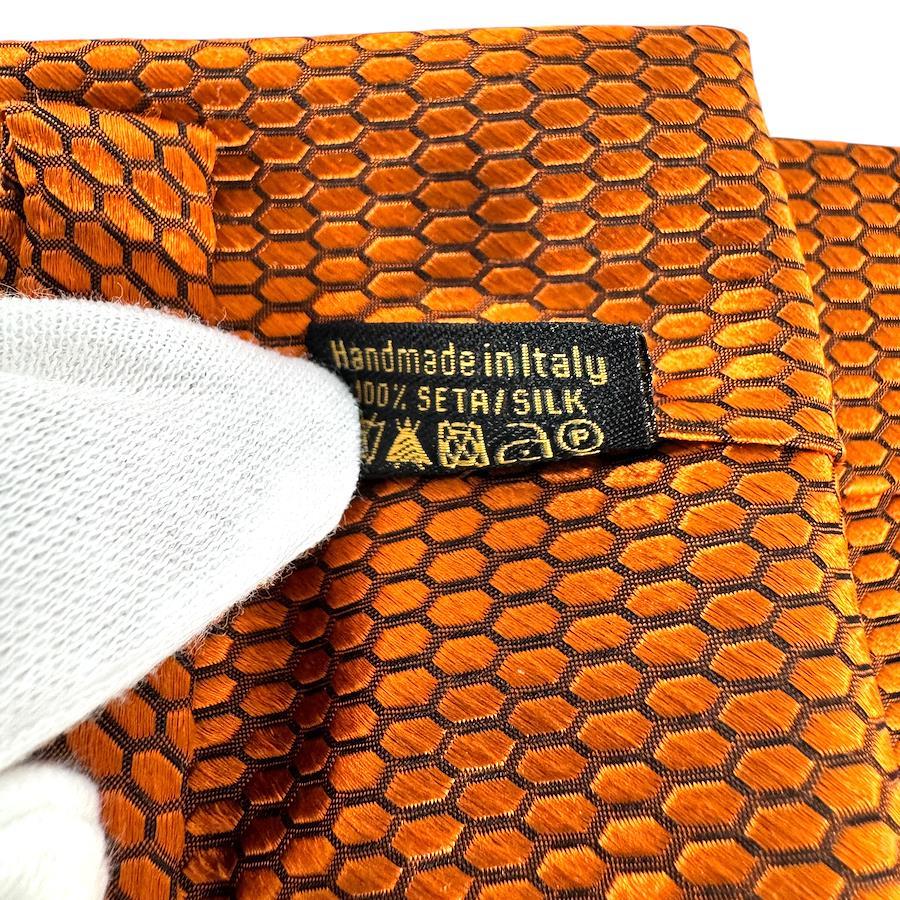 Handmade in Italy
100% SETA/SILK
P